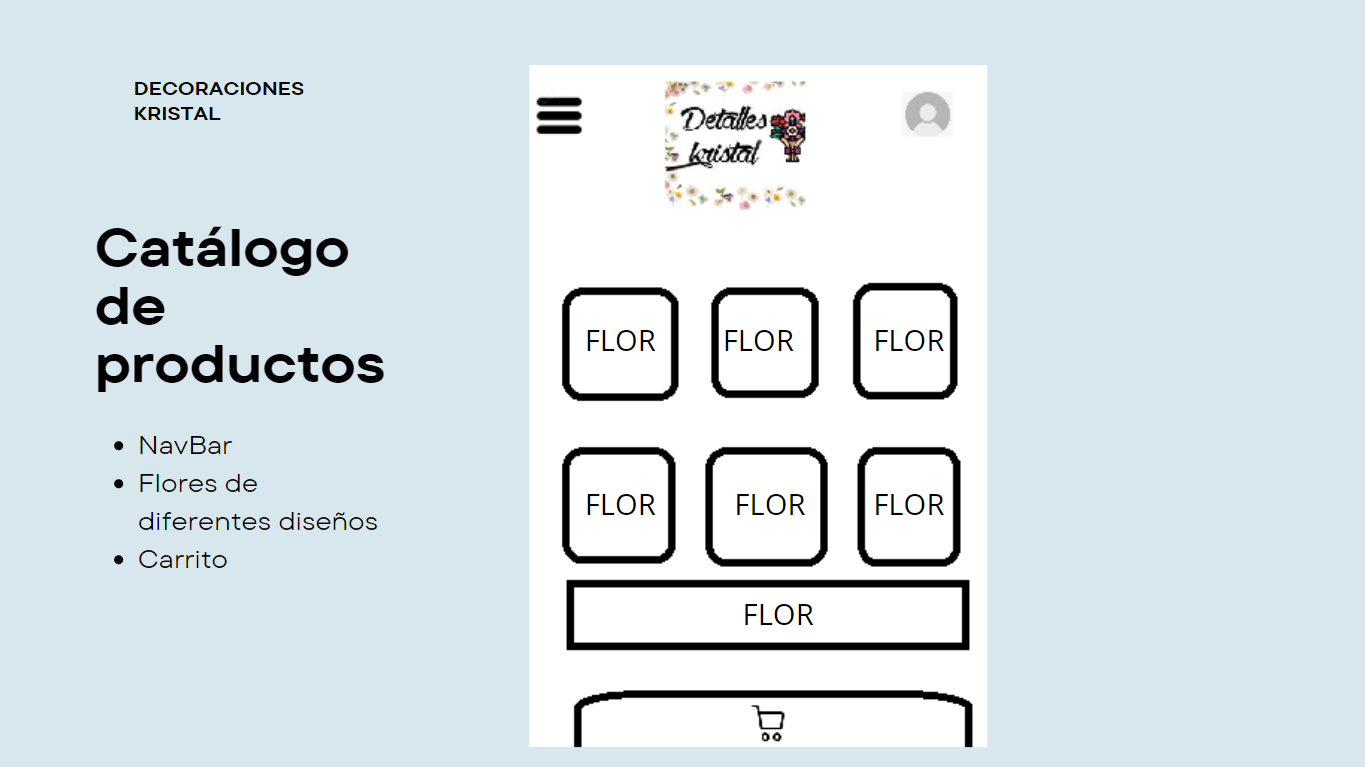 DECORACIONES
KRISTAL
Catálogo
de
productos
NavBar
Flores de
diferentes diseños
Carrito
Detalles
kristal
FLOR FLOR FLOR
FLOR FLOR FLOR
FLOR